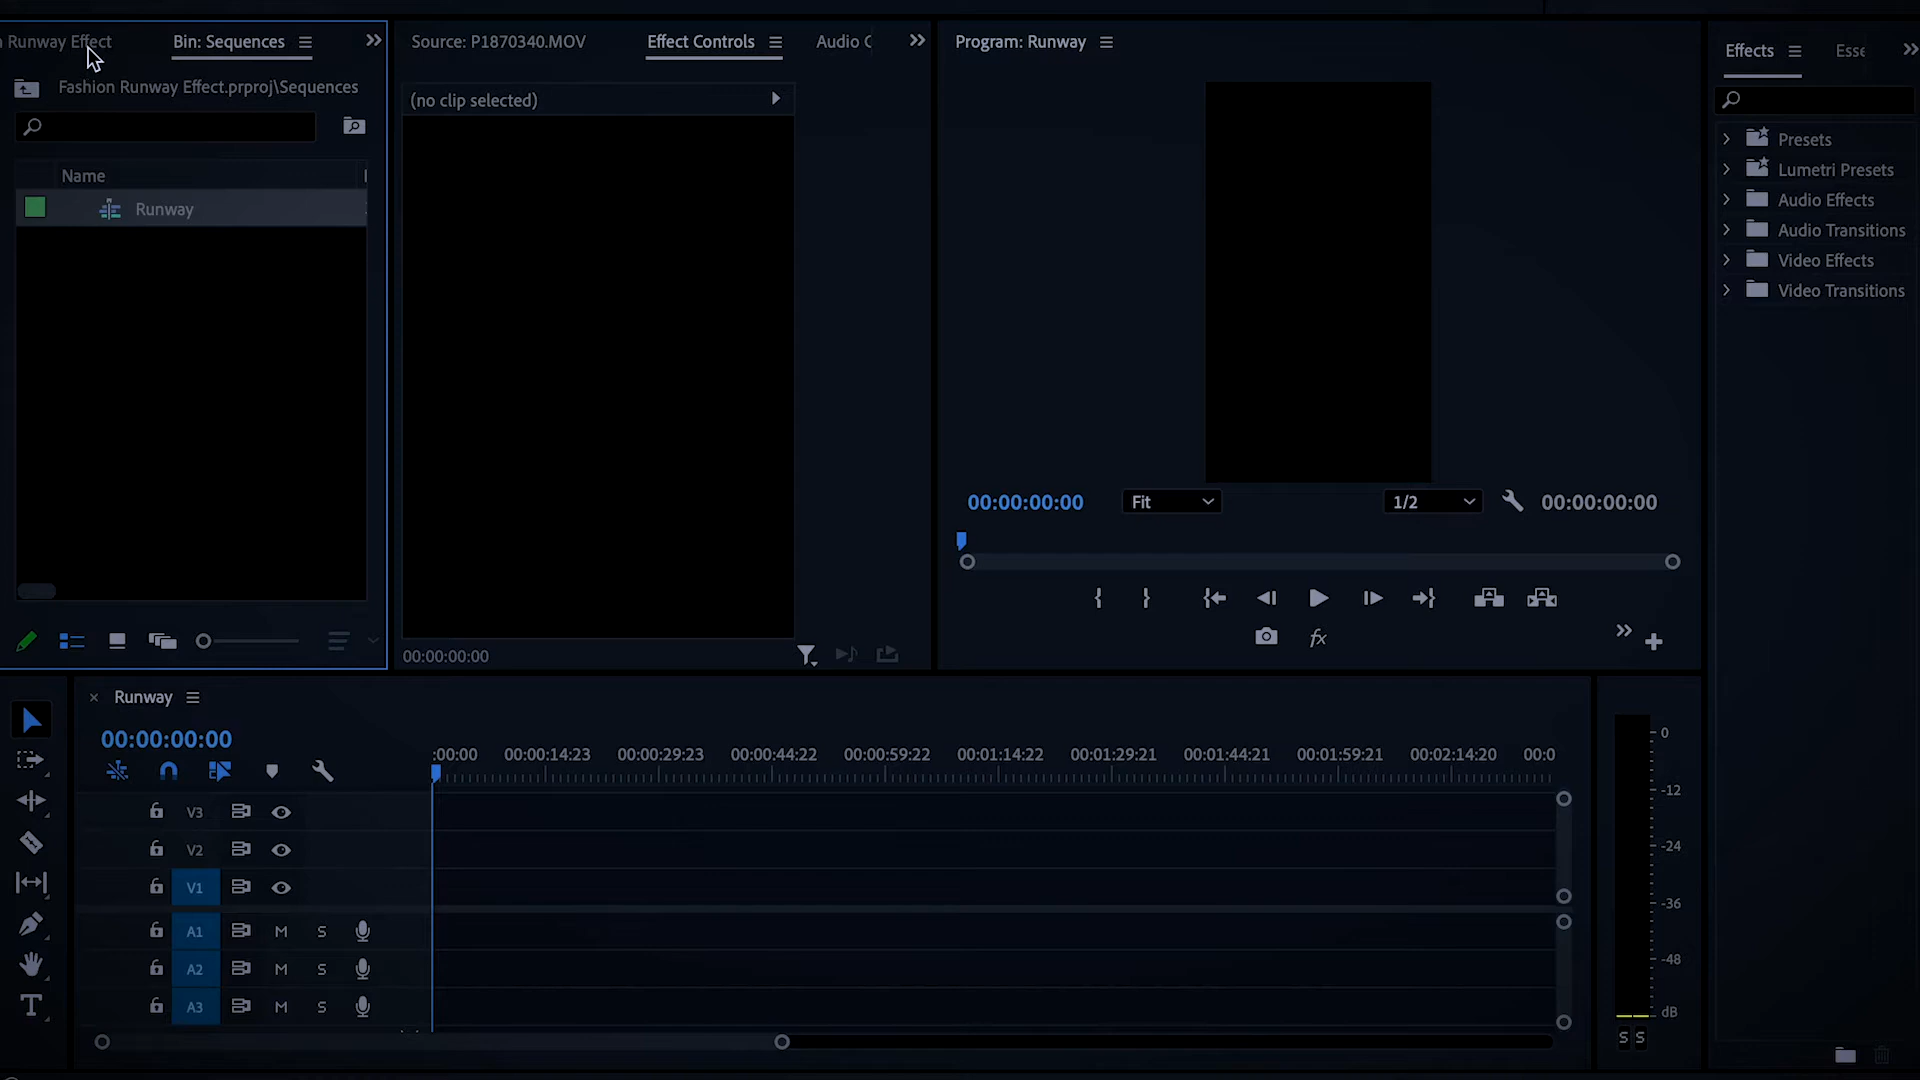 Runway Effect
Bin: Sequences
Fashion Runway Effect.prproj\Sequences
Name
Runway
Source: P1870340.MOV
Effect Controls
Audio C
(no clip selected)
00:00:00:00
Program: Runway
00:00:00:00
Fit
1/2
00:00:00:00
fx
Effects
Esse
Presets
Lumetri Presets
Audio Effects
Audio Transitions
Video Effects
Video Transitions
Runway
00:00:00:00
:00:00 00:00:14:23 00:00:29:23 00:00:44:22 00:00:59:22 00:01:14:22 00:01:29:21 00:01:44:21 00:01:59:21 00:02:14:20 00:0
V3
V2
V1
A1 M S
A2 M S
A3 M S
0
-12
-24
-36
-48
dB
S S